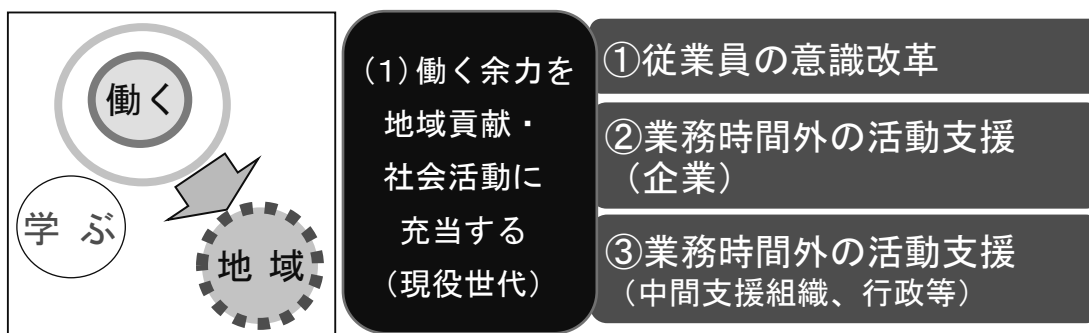 働く
学 ぶ
地 域
(1)働く余力を
地域貢献・
社会活動に
充当する
（現役世代）
①従業員の意識改革
②業務時間外の活動支援
（企業）
③業務時間外の活動支援
（中間支援組織、行政等）